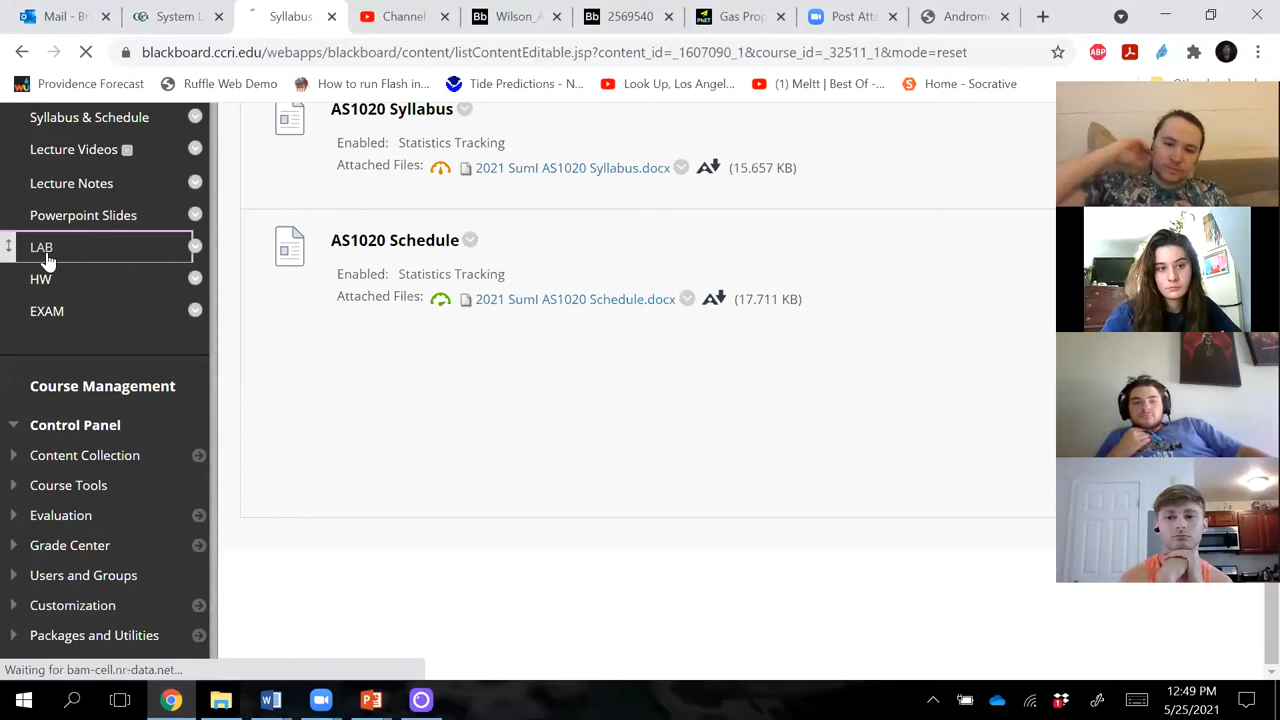 Mail - Br
System L
Syllabus
Channel
Wilson_
2569540
Gas Prop
Post Atte
Androme
blackboard.ccri.edu/webapps/blackboard/content/listContentEditable.jsp?content_id=_1607090_1&course_id=_32511_1&mode=reset
Providence Forecast
Ruffle Web Demo
How to run Flash in...
Tide Predictions - N...
Look Up, Los Angel...
(1) Meltt | Best Of -...
Home - Socrative
Syllabus & Schedule
Lecture Videos
Lecture Notes
Powerpoint Slides
LAB
HW
EXAM
Course Management
Control Panel
Content Collection
Course Tools
Evaluation
Grade Center
Users and Groups
Customization
Packages and Utilities
AS1020 Syllabus
Enabled: Statistics Tracking
Attached Files: 2021 SumI AS1020 Syllabus.docx (15.657 KB)
AS1020 Schedule
Enabled: Statistics Tracking
Attached Files: 2021 SumI AS1020 Schedule.docx (17.711 KB)
Waiting for bam-cell.nr-data.net...
12:49 PM
5/25/2021